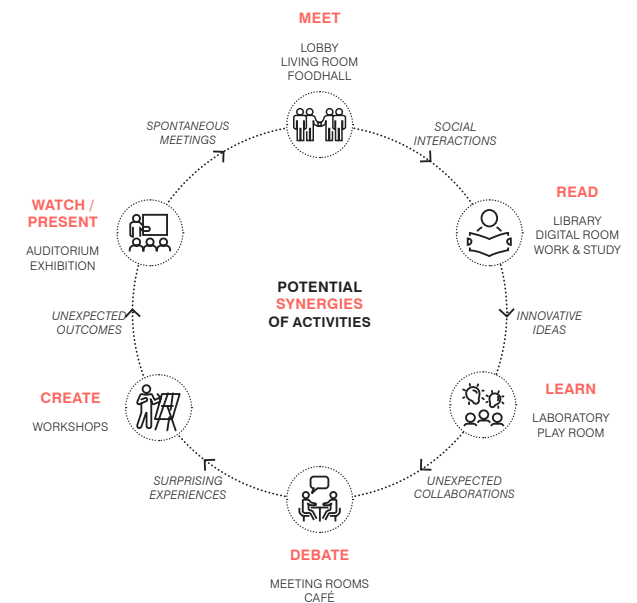 MEET
LOBBY
LIVING ROOM
FOODHALL
SPONTANEOUS
MEETINGS
SOCIAL
INTERACTIONS
WATCH /
PRESENT
AUDITORIUM
EXHIBITION
READ
LIBRARY
DIGITAL ROOM
WORK & STUDY
POTENTIAL
SYNERGIES
OF ACTIVITIES
UNEXPECTED
OUTCOMES
INNOVATIVE
IDEAS
CREATE
WORKSHOPS
LEARN
LABORATORY
PLAY ROOM
SURPRISING
EXPERIENCES
UNEXPECTED
COLLABORATIONS
DEBATE
MEETING ROOMS
CAFÉ